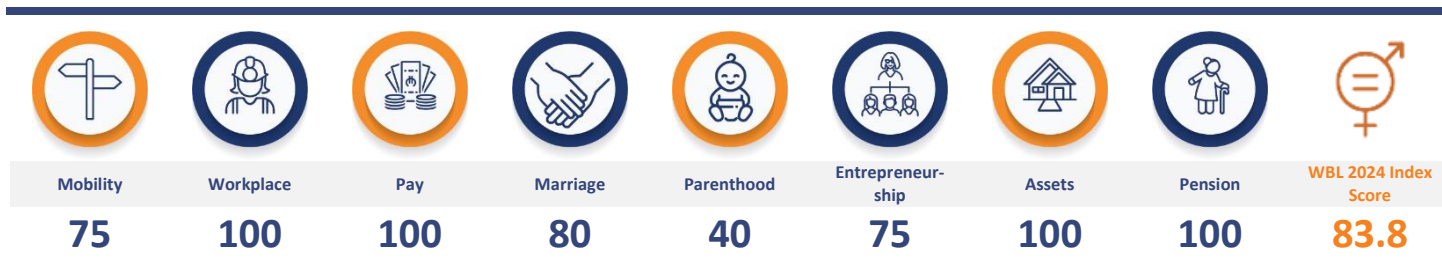 Mobility
Workplace
Pay
Marriage
Parenthood
Entrepreneur-
ship
Assets
Pension
WBL 2024 Index
Score
75
100
100
80
40
75
100
100
83.8